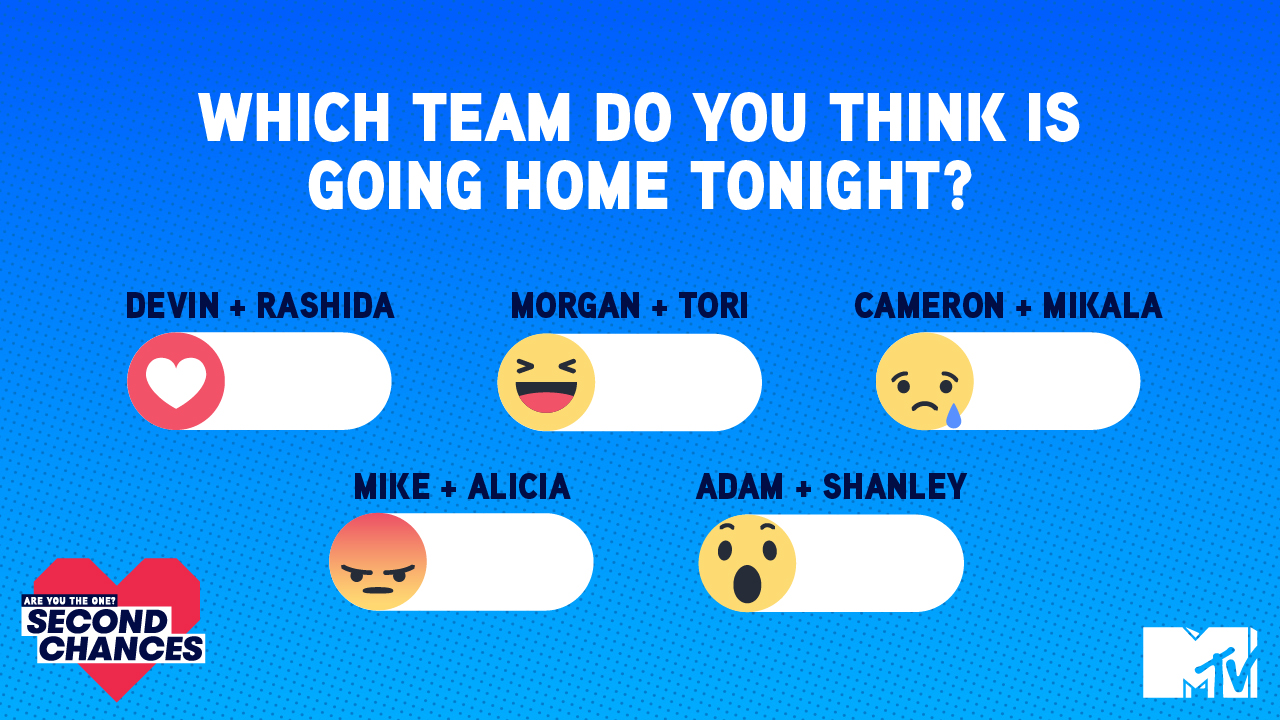 WHICH TEAM DO YOU THINK IS
GOING HOME TONIGHT?
DEVIN + RASHIDA
MORGAN + TORI
CAMERON + MIKALA
MIKE + ALICIA
ADAM + SHANLEY
ARE YOU THE ONE?
SECOND
CHANCES
MTV